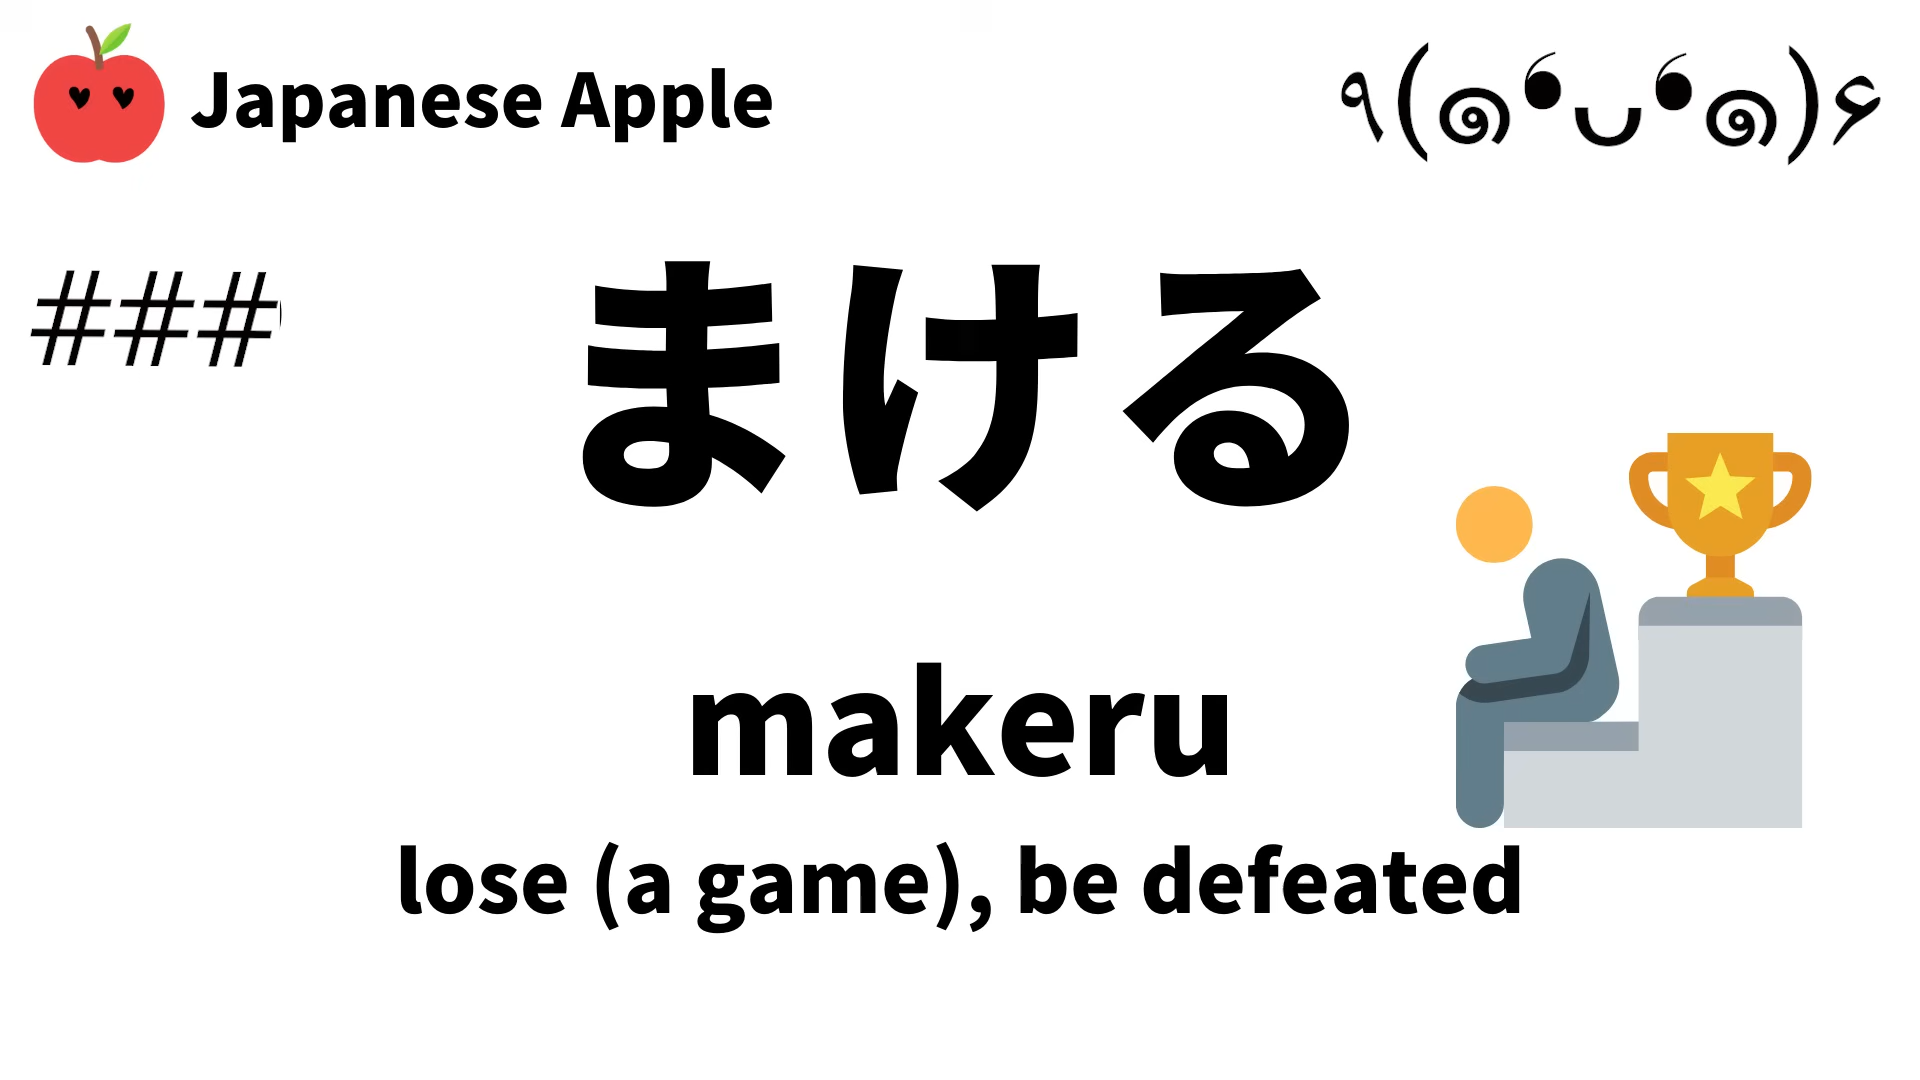 Japanese Apple
٩(๑❛ᴗ❛๑)۶
###
まける
makeru
lose (a game), be defeated